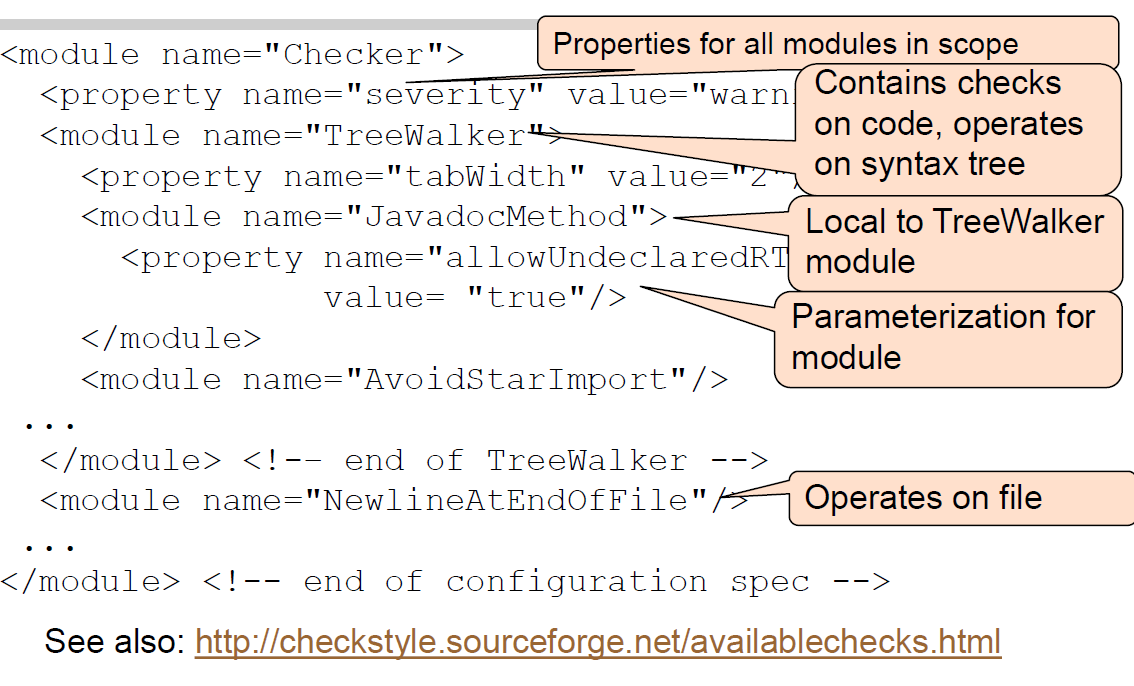 <module name="Checker">
Properties for all modules in scope
<property name="severity" value="warn
Contains checks
on code, operates
on syntax tree
<module name="TreeWalker">
<property name="tabWidth" value="2"/
<module name="JavadocMethod">
Local to TreeWalker
module
<property name="allowUndeclaredRT
value= "true"/>
Parameterization for
module
</module>
<module name="AvoidStarImport"/>
...
</module> <!-– end of TreeWalker -->
<module name="NewlineAtEndOfFile"/>
Operates on file
...
</module> <!-- end of configuration spec -->
See also: http://checkstyle.sourceforge.net/availablechecks.html